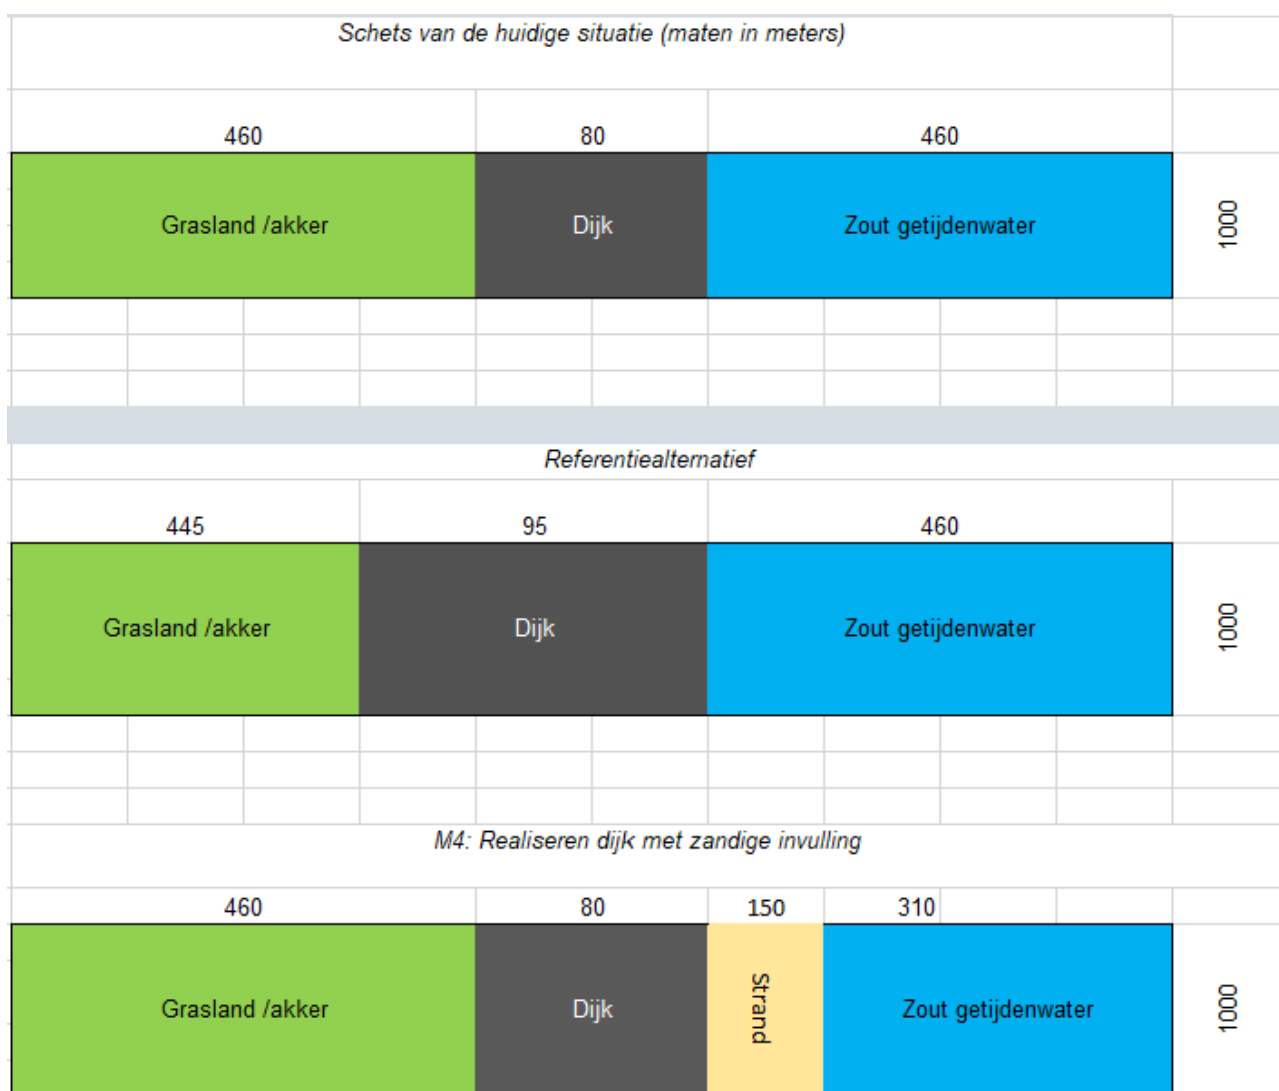 Schets van de huidige situatie (maten in meters)
460 80 460
Grasland /akker Dijk Zout getijdenwater 1000
Referentiealternatief
445 95 460
Grasland /akker Dijk Zout getijdenwater 1000
M4: Realiseren dijk met zandige invulling
460 80 150 310
Grasland /akker Dijk Strand Zout getijdenwater 1000